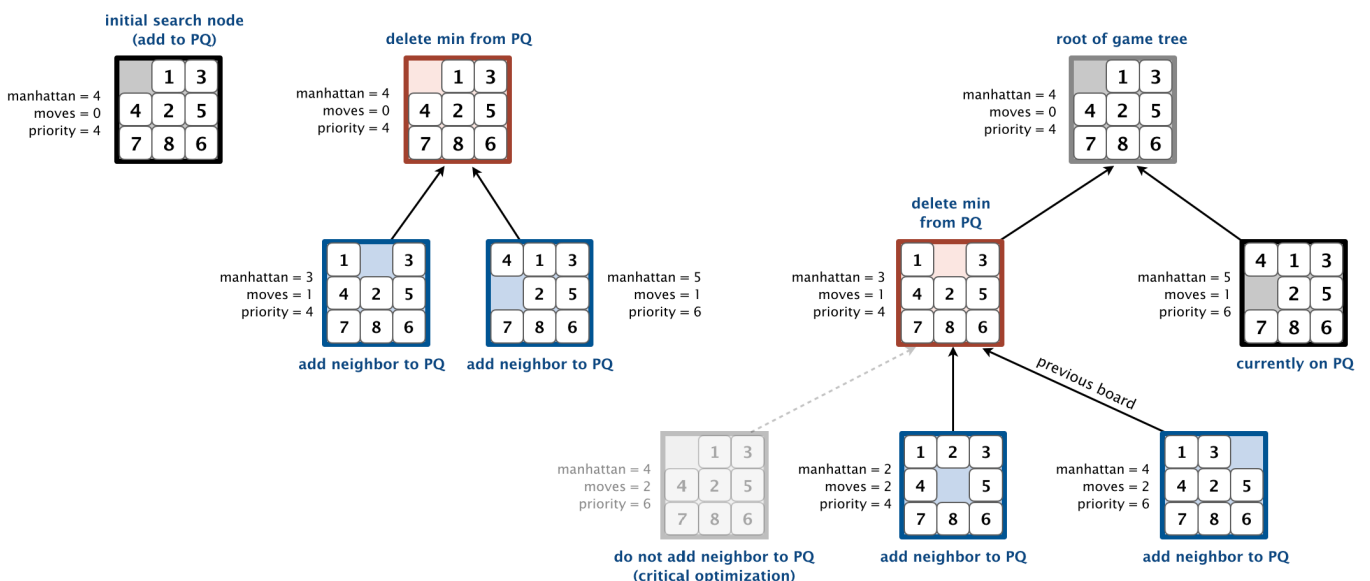 initial search node
(add to PQ)
manhattan = 4
moves = 0
priority = 4
1 3
4 2 5
7 8 6
delete min from PQ
manhattan = 4
moves = 0
priority = 4
1 3
4 2 5
7 8 6
manhattan = 3
moves = 1
priority = 4
1 3
4 2 5
7 8 6
add neighbor to PQ
4 1 3
2 5
7 8 6
manhattan = 5
moves = 1
priority = 6
add neighbor to PQ
root of game tree
manhattan = 4
moves = 0
priority = 4
1 3
4 2 5
7 8 6
delete min
from PQ
manhattan = 3
moves = 1
priority = 4
1 3
4 2 5
7 8 6
manhattan = 5
moves = 1
priority = 6
4 1 3
2 5
7 8 6
currently on PQ
previous board
manhattan = 4
moves = 2
priority = 6
1 3
4 2 5
7 8 6
do not add neighbor to PQ
(critical optimization)
manhattan = 2
moves = 2
priority = 4
1 2 3
4 5
7 8 6
add neighbor to PQ
manhattan = 4
moves = 2
priority = 6
1 3
4 2 5
7 8 6
add neighbor to PQ